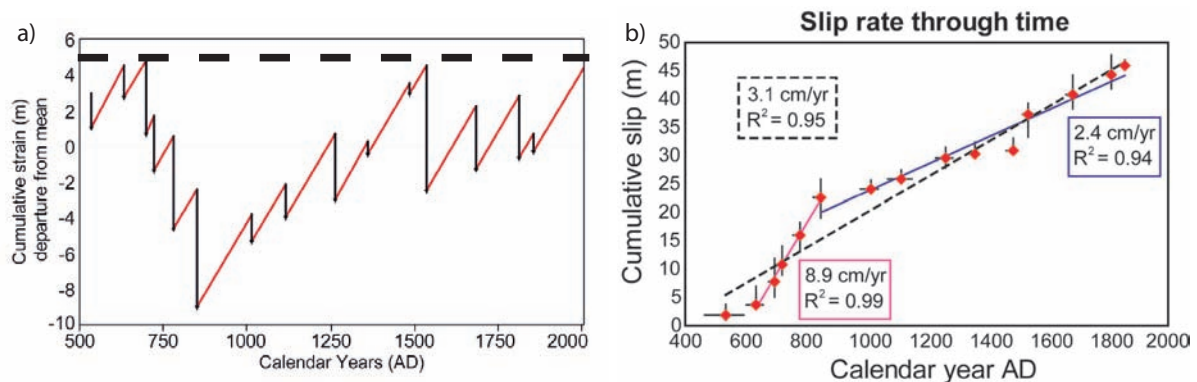 a)
6
4
2
0
-2
-4
-6
-8
-10
Cumulative strain (m)
departure from mean
500
750
1000
1250
1500
1750
2000
Calendar Years (AD)
b)
Slip rate through time
50
45
40
35
30
25
20
15
10
5
0
Cumulative slip (m)
3.1 cm/yr
R² = 0.95
2.4 cm/yr
R² = 0.94
8.9 cm/yr
R² = 0.99
400
600
800
1000
1200
1400
1600
1800
2000
Calendar year AD